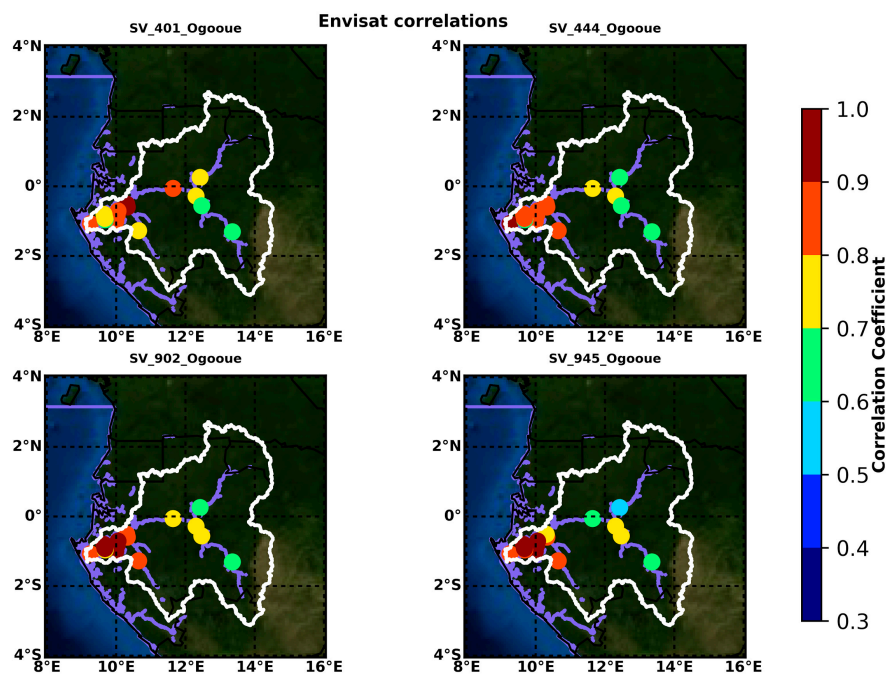 Envisat correlations
SV_401_Ogooue
SV_444_Ogooue
4°N
2°N
0°
2°S
4°S
8°E 10°E 12°E 14°E 16°E
4°N
2°N
0°
2°S
4°S
8°E 10°E 12°E 14°E 16°E
SV_902_Ogooue
SV_945_Ogooue
4°N
2°N
0°
2°S
4°S
8°E 10°E 12°E 14°E 16°E
4°N
2°N
0°
2°S
4°S
8°E 10°E 12°E 14°E 16°E
1.0
0.9
0.8
0.7
0.6
0.5
0.4
0.3
Correlation Coefficient